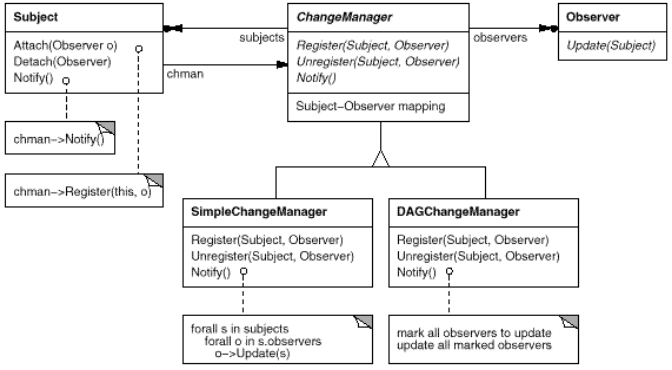 Subject
Attach(Observer o)
Detach(Observer)
Notify()
chman->Notify()
chman->Register(this, o)
subjects
chman
ChangeManager
Register(Subject, Observer)
Unregister(Subject, Observer)
Notify()
Subject-Observer mapping
observers
Observer
Update(Subject)
SimpleChangeManager
Register(Subject, Observer)
Unregister(Subject, Observer)
Notify()
forall s in subjects
forall o in s.observers
o->Update(s)
DAGChangeManager
Register(Subject, Observer)
Unregister(Subject, Observer)
Notify()
mark all observers to update
update all marked observers